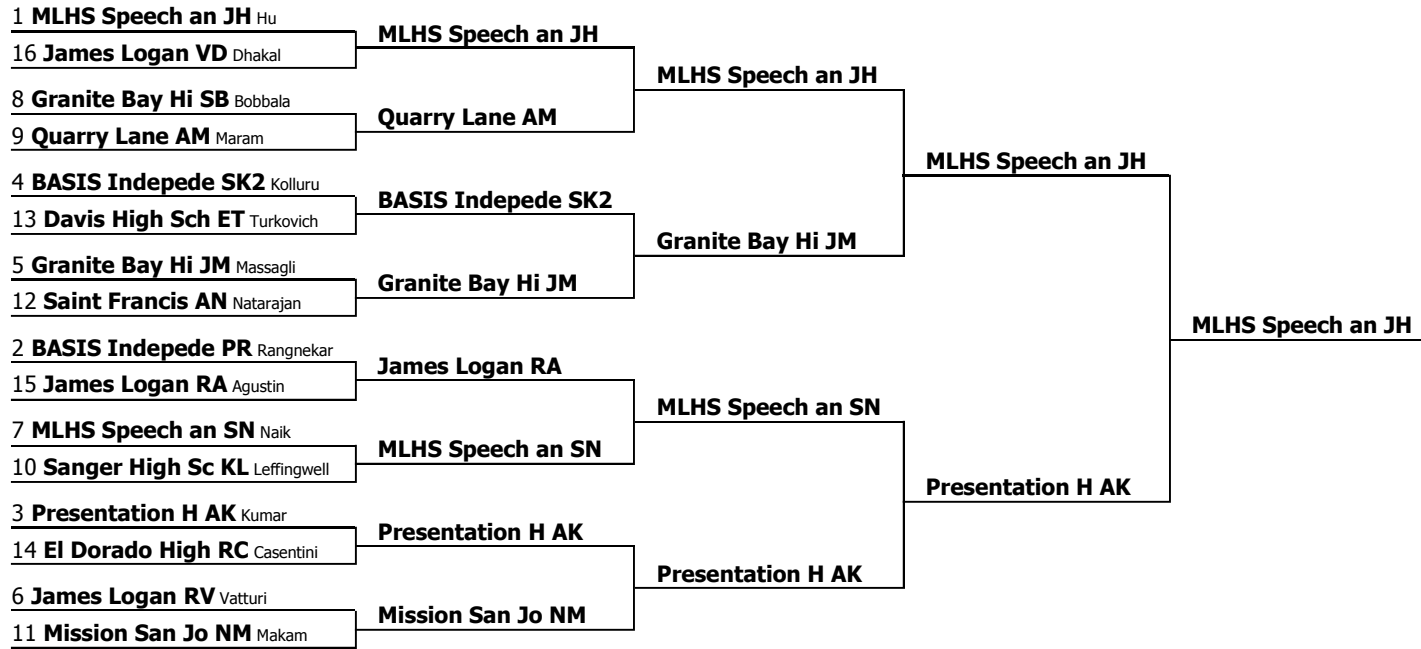 1 MLHS Speech an JH Hu
16 James Logan VD Dhakal
8 Granite Bay Hi SB Bobbala
9 Quarry Lane AM Maram
4 BASIS Indepede SK2 Kolluru
13 Davis High Sch ET Turkovich
5 Granite Bay Hi JM Massagli
12 Saint Francis AN Natarajan
2 BASIS Indepede PR Rangnekar
15 James Logan RA Agustin
7 MLHS Speech an SN Naik
10 Sanger High Sc KL Leffingwell
3 Presentation H AK Kumar
14 El Dorado High RC Casentini
6 James Logan RV Vatturi
11 Mission San Jo NM Makam
MLHS Speech an JH
Quarry Lane AM
BASIS Indepede SK2
Granite Bay Hi JM
James Logan RA
MLHS Speech an SN
Presentation H AK
Mission San Jo NM
MLHS Speech an JH
Granite Bay Hi JM
MLHS Speech an SN
Presentation H AK
MLHS Speech an JH
Presentation H AK
MLHS Speech an JH